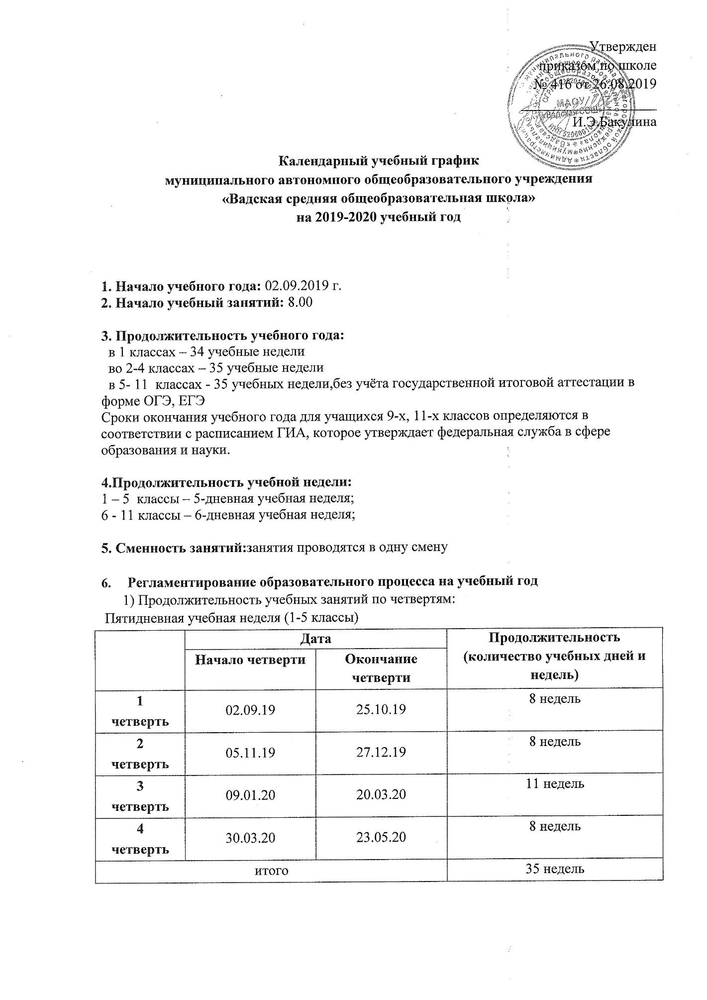 Утвержден
приказом по школе
№ 416 от 26.08.2019
МАОУ
«Вадская СОШ»
И.Э.Бакулина
Календарный учебный график
муниципального автономного общеобразовательного учреждения
«Вадская средняя общеобразовательная школа»
на 2019-2020 учебный год
1. Начало учебного года: 02.09.2019 г.
2. Начало учебный занятий: 8.00
3. Продолжительность учебного года:
в 1 классах – 34 учебные недели
во 2-4 классах – 35 учебные недели
в 5- 11 классах - 35 учебных недели,без учёта государственной итоговой аттестации в
форме ОГЭ, ЕГЭ
Сроки окончания учебного года для учащихся 9-х, 11-х классов определяются в
соответствии с расписанием ГИА, которое утверждает федеральная служба в сфере
образования и науки.
4.Продолжительность учебной недели:
1 – 5 классы – 5-дневная учебная неделя;
6 - 11 классы – 6-дневная учебная неделя;
5. Сменность занятий:занятия проводятся в одну смену
6. Регламентирование образовательного процесса на учебный год
1) Продолжительность учебных занятий по четвертям:
Пятидневная учебная неделя (1-5 классы)
Дата
Продолжительность
(количество учебных дней и
недель)
Начало четверти
Окончание
четверти
1
четверть
02.09.19
25.10.19
8 недель
2
четверть
05.11.19
27.12.19
8 недель
3
четверть
09.01.20
20.03.20
11 недель
4
четверть
30.03.20
23.05.20
8 недель
итого
35 недель